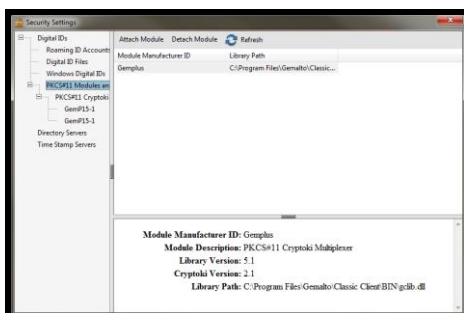 Security Settings
Digital IDs
Roaming ID Accounts
Digital ID Files
Windows Digital IDs
PKCS#11 Modules an
PKCS#11 Cryptoki
GemP15-1
GemP15-1
Directory Servers
Time Stamp Servers
Attach Module Detach Module Refresh
Module Manufacturer ID Library Path
Gemplus C:\Program Files\Gemalto\Classic...
Module Manufacturer ID: Gemplus
Module Description: PKCS#11 Cryptoki Multiplexer
Library Version: 5.1
Cryptoki Version: 2.1
Library Path: C:\Program Files\Gemalto\Classic Client\BIN\gclib.dll